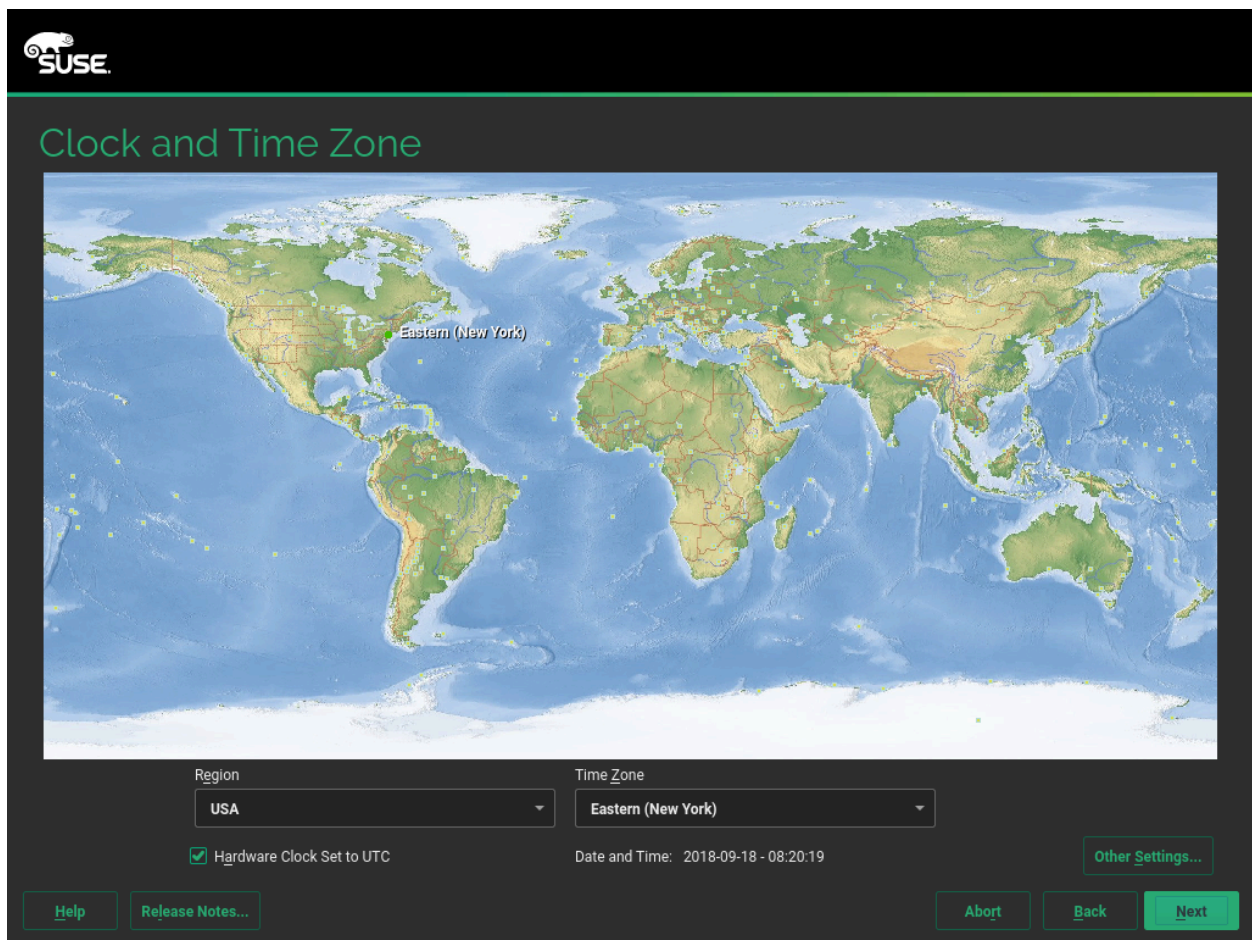 SUSE.
Clock and Time Zone
Eastern (New York)
Region
Time Zone
USA
Eastern (New York)
Hardware Clock Set to UTC
Date and Time: 2018-09-18 - 08:20:19
Other Settings...
Help
Release Notes...
Abort
Back
Next